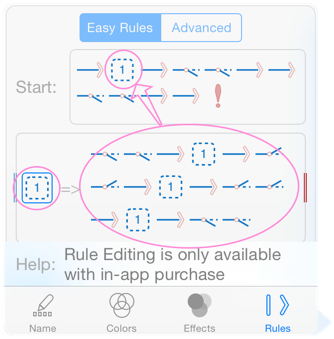 Easy Rules Advanced
Start: 1
1 => 1
1
1
Help: Rule Editing is only available
with in-app purchase
Name Colors Effects Rules